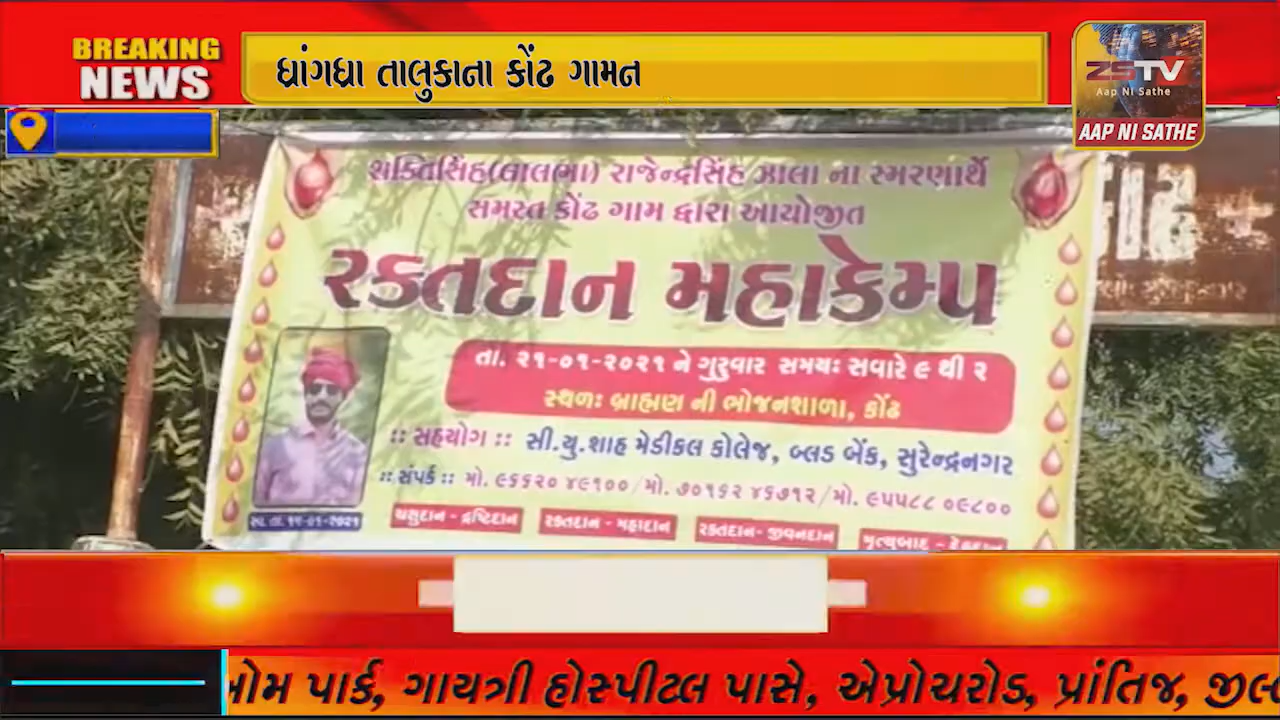 BREAKING
NEWS
ધ્રાંગધ્રા તાલુકાના કોંઢ ગામન
ZSTV
Aap Ni Sathe
AAP NI SATHE
શક્તિસિંહ(લાલભા) રાજેન્દ્રસિંહ ઝાલા ના સ્મરણાર્થે
સમસ્ત કોંઢ ગામ દ્વારા આયોજીત
રક્તદાન મહાકેમ્પ
તા. ૨૧-૦૧-૨૦૨૧ ને ગુરુવાર સમયઃ સવારે ૯ થી ૨
સ્થળઃ બ્રાહ્મણ ની ભોજનશાળા, કોંઢ
:: સહયોગ :: સી.યુ.શાહ મેડીકલ કોલેજ, બ્લડ બેંક, સુરેન્દ્રનગર
:: સંપર્ક :: મો. ૯૬૬૨૦ ૪૯૧૦૦/મો. ૭૦૧૬૨ ૪૬૭૧૨/મો. ૯૫૫૮૮ ૦૯૮૦૦
ચક્ષુદાન - દ્રષ્ટિદાન રક્તદાન - મહાદાન રક્તદાન- જીવનદાન મૃત્યુબાદ - દેહદાન
ઓમ પાર્ક, ગાયત્રી હોસ્પીટલ પાસે, એપ્રોચરોડ, પ્રાંતિજ,